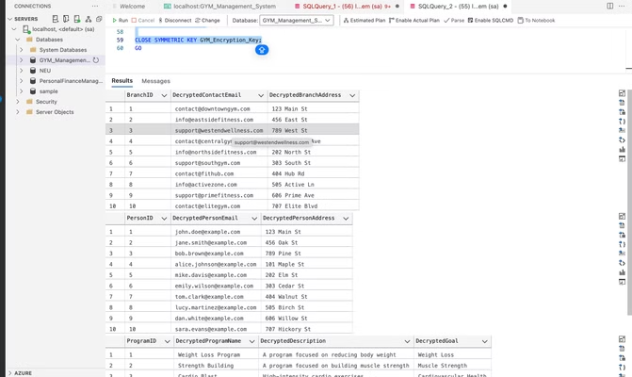 CONNECTIONS
Welcome
localhost/GYM_Management_System
SQLQuery_1 - (56) l...em (sa) 9+
SQLQuery_2 - (55) l...em (sa)
SERVERS
Run Cancel Disconnect Change Database: GYM_Management_S... Estimated Plan Enable Actual Plan Parse Enable SQLCMD To Notebook
localhost, <default> (sa)
Databases
System Databases
GYM_Managemen...
NEU
PersonalFinanceManag...
sample
Security
Server Objects
58
59 CLOSE SYMMETRIC KEY GYM_Encryption_Key;
60 GO
Results Messages
BranchID DecryptedContactEmail DecryptedBranchAddress
1 1 contact@downtowngym.com 123 Main St
2 2 info@eastsidefitness.com 456 East St
3 3 support@westendwellness.com 789 West St
4 4 contact@centralgy Ave
support@westendwellness.com
5 5 info@northsidefitness.com 202 North St
6 6 support@southgym.com 303 South St
7 7 contact@fithub.com 404 Hub Rd
8 8 info@activezone.com 505 Active Ln
9 9 support@primefitness.com 606 Prime Ave
10 10 contact@elitegym.com 707 Elite Blvd
PersonID DecryptedPersonEmail DecryptedPersonAddress
1 1 john.doe@example.com 123 Main St
2 2 jane.smith@example.com 456 Oak St
3 3 bob.brown@example.com 789 Pine St
4 4 alice.johnson@example.com 101 Maple St
5 5 mike.davis@example.com 202 Elm St
6 6 emily.wilson@example.com 303 Cedar St
7 7 tom.clark@example.com 404 Walnut St
8 8 lucy.martinez@example.com 505 Birch St
9 9 dan.white@example.com 606 Willow St
10 10 sara.evans@example.com 707 Hickory St
ProgramID DecryptedProgramName DecryptedDescription DecryptedGoal
1 1 Weight Loss Program A program focused on reducing body weight Weight Loss
2 2 Strength Building A program focused on building muscle strength Muscle Strength
3 3 Cardio Blast High-intensity cardio exercises Cardiovascular Health
AZURE